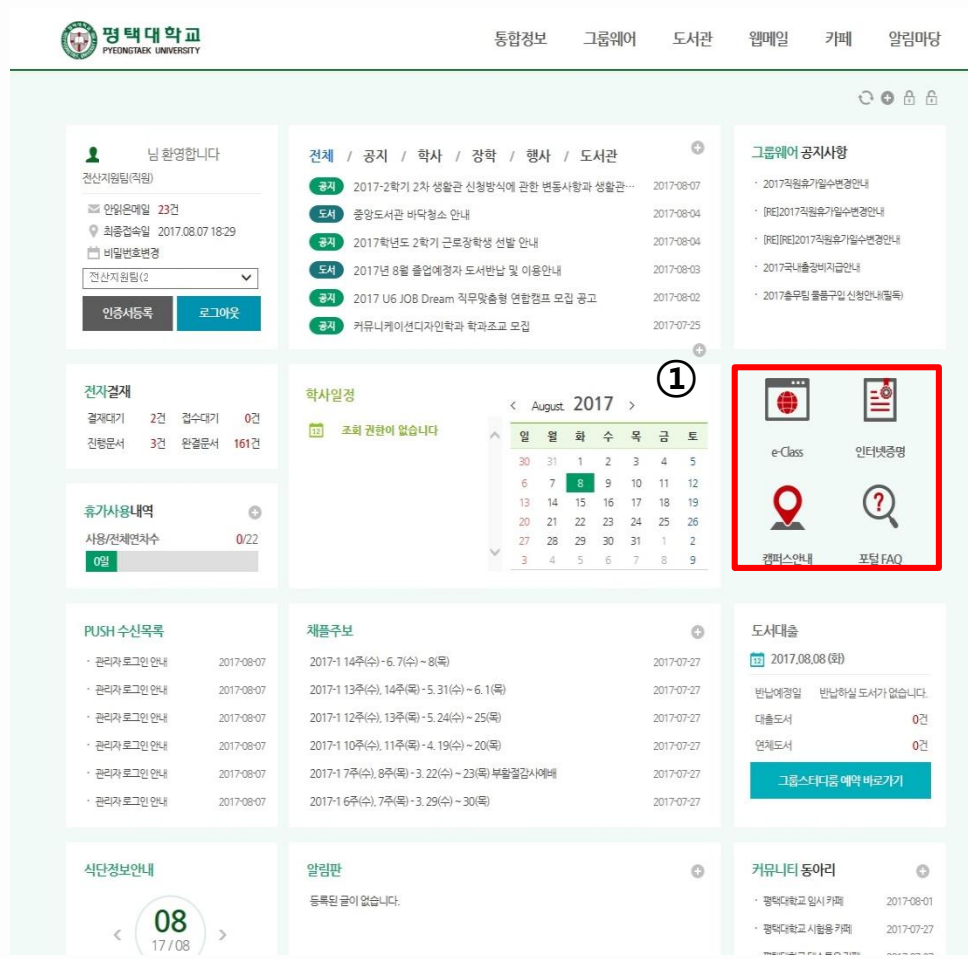 평택대학교
PYEONGTAEK UNIVERSITY
통합정보 그룹웨어 도서관 웹메일 카페 알림마당
님 환영합니다
전산지원팀(직원)
안읽은메일 23건
최종접속일 2017.08.07 18:29
비밀번호변경
전산지원팀(2
인증서등록 로그아웃
전체 / 공지 / 학사 / 장학 / 행사 / 도서관
공지 2017-2학기 2차 생활관 신청방식에 관한 변동사항과 생활관… 2017-08-07
도서 중앙도서관 바닥청소 안내 2017-08-04
공지 2017학년도 2학기 근로장학생 선발 안내 2017-08-04
도서 2017년 8월 졸업예정자 도서반납 및 이용안내 2017-08-03
공지 2017 U6 JOB Dream 직무맞춤형 연합캠프 모집 공고 2017-08-02
공지 커뮤니케이션디자인학과 학과조교 모집 2017-07-25
그룹웨어 공지사항
· 2017직원휴가일수변경안내
· [RE]2017직원휴가일수변경안내
· [RE][RE]2017직원휴가일수변경안내
· 2017국내출장비지급안내
· 2017총무팀 물품구입 신청안내(필독)
전자결재
결재대기 2건 접수대기 0건
진행문서 3건 완결문서 161건
휴가사용내역
사용/전체연차수 0/22
0일
학사일정
12 조회 권한이 없습니다
①
< August. 2017 >
일 월 화 수 목 금 토
30 31 1 2 3 4 5
6 7 8 9 10 11 12
13 14 15 16 17 18 19
20 21 22 23 24 25 26
27 28 29 30 31 1 2
3 4 5 6 7 8 9
e-Class 인터넷증명
캠퍼스안내 포털 FAQ
PUSH 수신목록
· 관리자 로그인 안내 2017-08-07
· 관리자 로그인 안내 2017-08-07
· 관리자 로그인 안내 2017-08-07
· 관리자 로그인 안내 2017-08-07
· 관리자 로그인 안내 2017-08-07
· 관리자 로그인 안내 2017-08-07
채플주보
2017-1 14주(수) - 6. 7(수) ~ 8(목) 2017-07-27
2017-1 13주(수), 14주(목) - 5. 31(수) ~ 6. 1(목) 2017-07-27
2017-1 12주(수), 13주(목) - 5. 24(수) ~ 25(목) 2017-07-27
2017-1 10주(수), 11주(목) - 4. 19(수) ~ 20(목) 2017-07-27
2017-1 7주(수), 8주(목) - 3. 22(수) ~ 23(목) 부활절감사예배 2017-07-27
2017-1 6주(수), 7주(목) - 3. 29(수) ~ 30(목) 2017-07-27
도서대출
12 2017.08.08 (화)
반납예정일 반납하실 도서가 없습니다.
대출도서 0건
연체도서 0건
그룹스터디룸 예약 바로가기
식단정보안내
< 08 >
17 / 08
알림판
등록된 글이 없습니다.
커뮤니티 동아리
· 평택대학교 임시 카페 2017-08-01
· 평택대학교 시험용 카페 2017-07-27